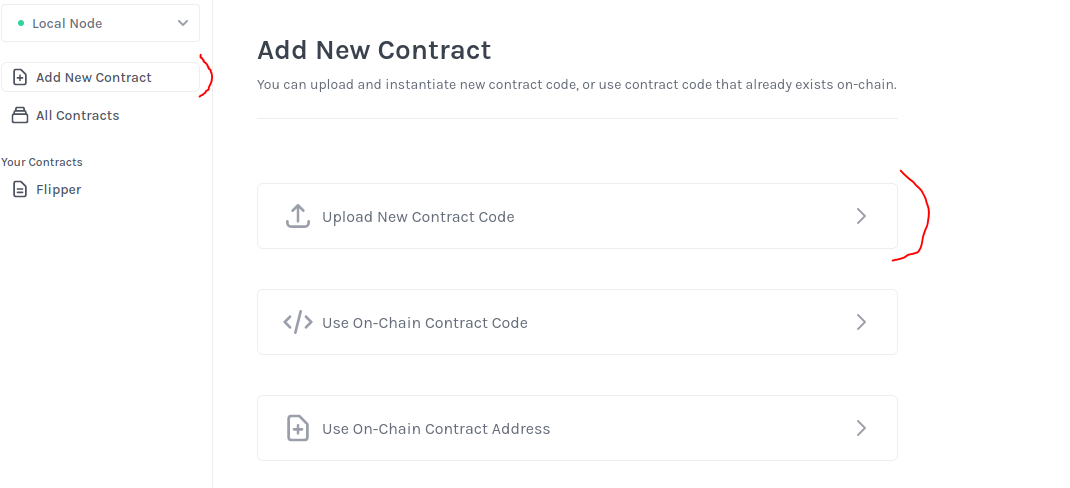 Local Node
Add New Contract
All Contracts
Your Contracts
Flipper
Add New Contract
You can upload and instantiate new contract code, or use contract code that already exists on-chain.
Upload New Contract Code
Use On-Chain Contract Code
Use On-Chain Contract Address